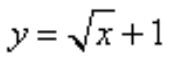 y = √x + 1